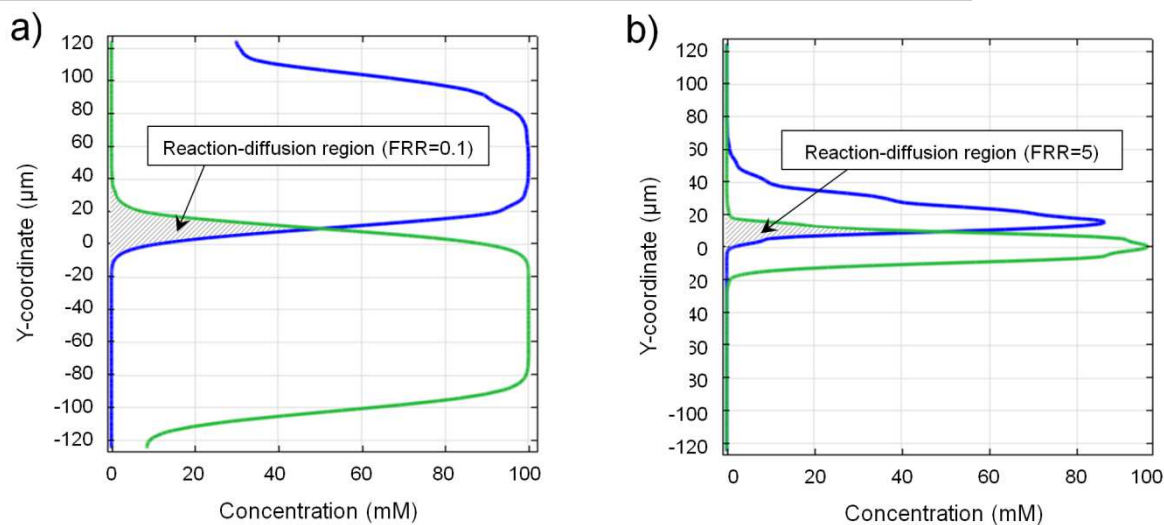 a)
120
100
80
60
40
20
0
-20
-40
-60
-80
-100
-120
Y-coordinate (µm)
Reaction-diffusion region (FRR=0.1)
0 20 40 60 80 100
Concentration (mM)
b)
120
80
80
60
40
20
0
40
60
30
-100
-120
Y-coordinate (µm)
Reaction-diffusion region (FRR=5)
0 20 40 60 80 100
Concentration (mM)